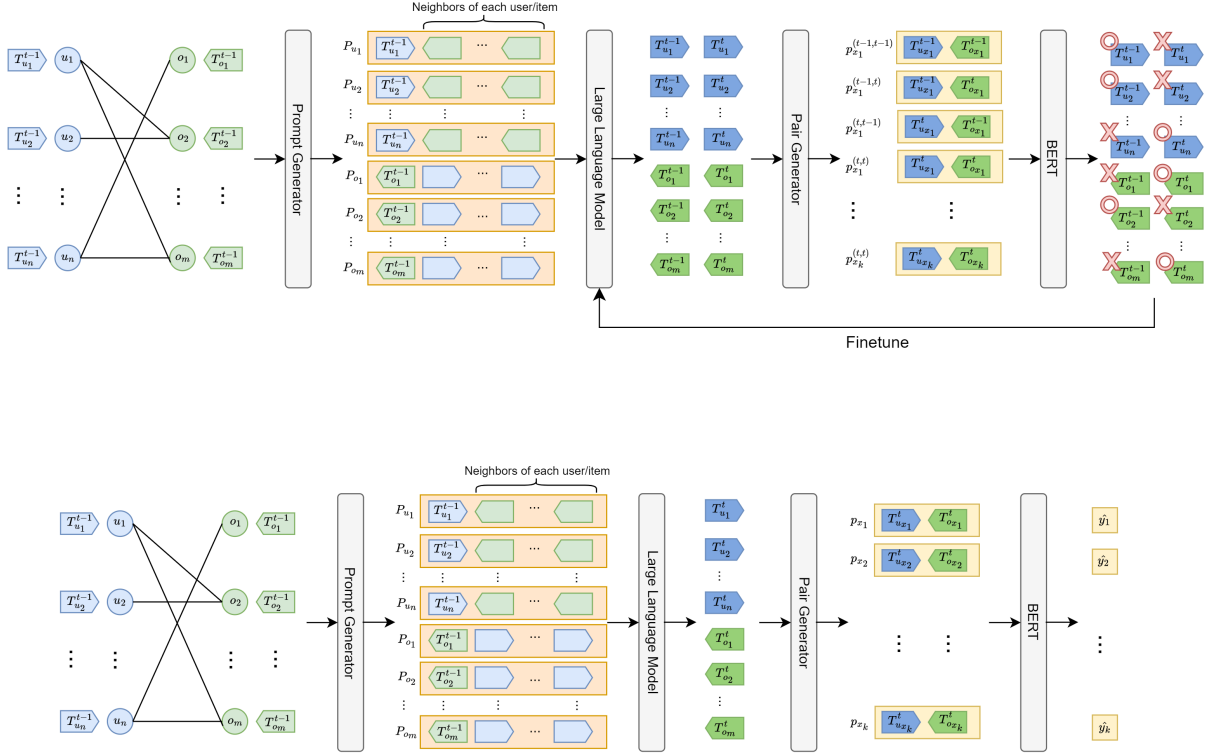 Neighbors of each user/item
T_{u_1}^{t-1} u_1 o_1 T_{o_1}^{t-1}
T_{u_2}^{t-1} u_2 o_2 T_{o_2}^{t-1}
T_{u_n}^{t-1} u_n o_m T_{o_m}^{t-1}
Prompt Generator
P_{u_1} T_{u_1}^{t-1} ...
P_{u_2} T_{u_2}^{t-1} ...
P_{u_n} T_{u_n}^{t-1} ...
P_{o_1} T_{o_1}^{t-1} ...
P_{o_2} T_{o_2}^{t-1} ...
P_{o_m} T_{o_m}^{t-1} ...
Large Language Model
T_{u_1}^{t-1} T_{u_1}^{t}
T_{u_2}^{t-1} T_{u_2}^{t}
T_{u_n}^{t-1} T_{u_n}^{t}
T_{o_1}^{t-1} T_{o_1}^{t}
T_{o_2}^{t-1} T_{o_2}^{t}
T_{o_m}^{t-1} T_{o_m}^{t}
Pair Generator
p_{x_1}^{(t-1,t-1)} T_{u_{x_1}}^{t-1} T_{o_{x_1}}^{t-1}
p_{x_1}^{(t-1,t)} T_{u_{x_1}}^{t-1} T_{o_{x_1}}^{t}
p_{x_1}^{(t,t-1)} T_{u_{x_1}}^{t} T_{o_{x_1}}^{t-1}
p_{x_1}^{(t,t)} T_{u_{x_1}}^{t} T_{o_{x_1}}^{t}
p_{x_k}^{(t,t)} T_{u_{x_k}}^{t} T_{o_{x_k}}^{t}
BERT
T_{u_1}^{t-1} X T_{u_1}^{t}
T_{u_2}^{t-1} X T_{u_2}^{t}
X T_{u_n}^{t-1} T_{u_n}^{t}
X T_{o_1}^{t-1} T_{o_1}^{t}
T_{o_2}^{t-1} X T_{o_2}^{t}
X T_{o_m}^{t-1} T_{o_m}^{t}
Finetune
Neighbors of each user/item
T_{u_1}^{t-1} u_1 o_1 T_{o_1}^{t-1}
T_{u_2}^{t-1} u_2 o_2 T_{o_2}^{t-1}
T_{u_n}^{t-1} u_n o_m T_{o_m}^{t-1}
Prompt Generator
P_{u_1} T_{u_1}^{t-1} ...
P_{u_2} T_{u_2}^{t-1} ...
P_{u_n} T_{u_n}^{t-1} ...
P_{o_1} T_{o_1}^{t-1} ...
P_{o_2} T_{o_2}^{t-1} ...
P_{o_m} T_{o_m}^{t-1} ...
Large Language Model
T_{u_1}^{t}
T_{u_2}^{t}
T_{u_n}^{t}
T_{o_1}^{t}
T_{o_2}^{t}
T_{o_m}^{t}
Pair Generator
p_{x_1} T_{u_{x_1}}^{t} T_{o_{x_1}}^{t}
p_{x_2} T_{u_{x_2}}^{t} T_{o_{x_2}}^{t}
p_{x_k} T_{u_{x_k}}^{t} T_{o_{x_k}}^{t}
BERT
\hat{y_1}
\hat{y_2}
\hat{y_k}